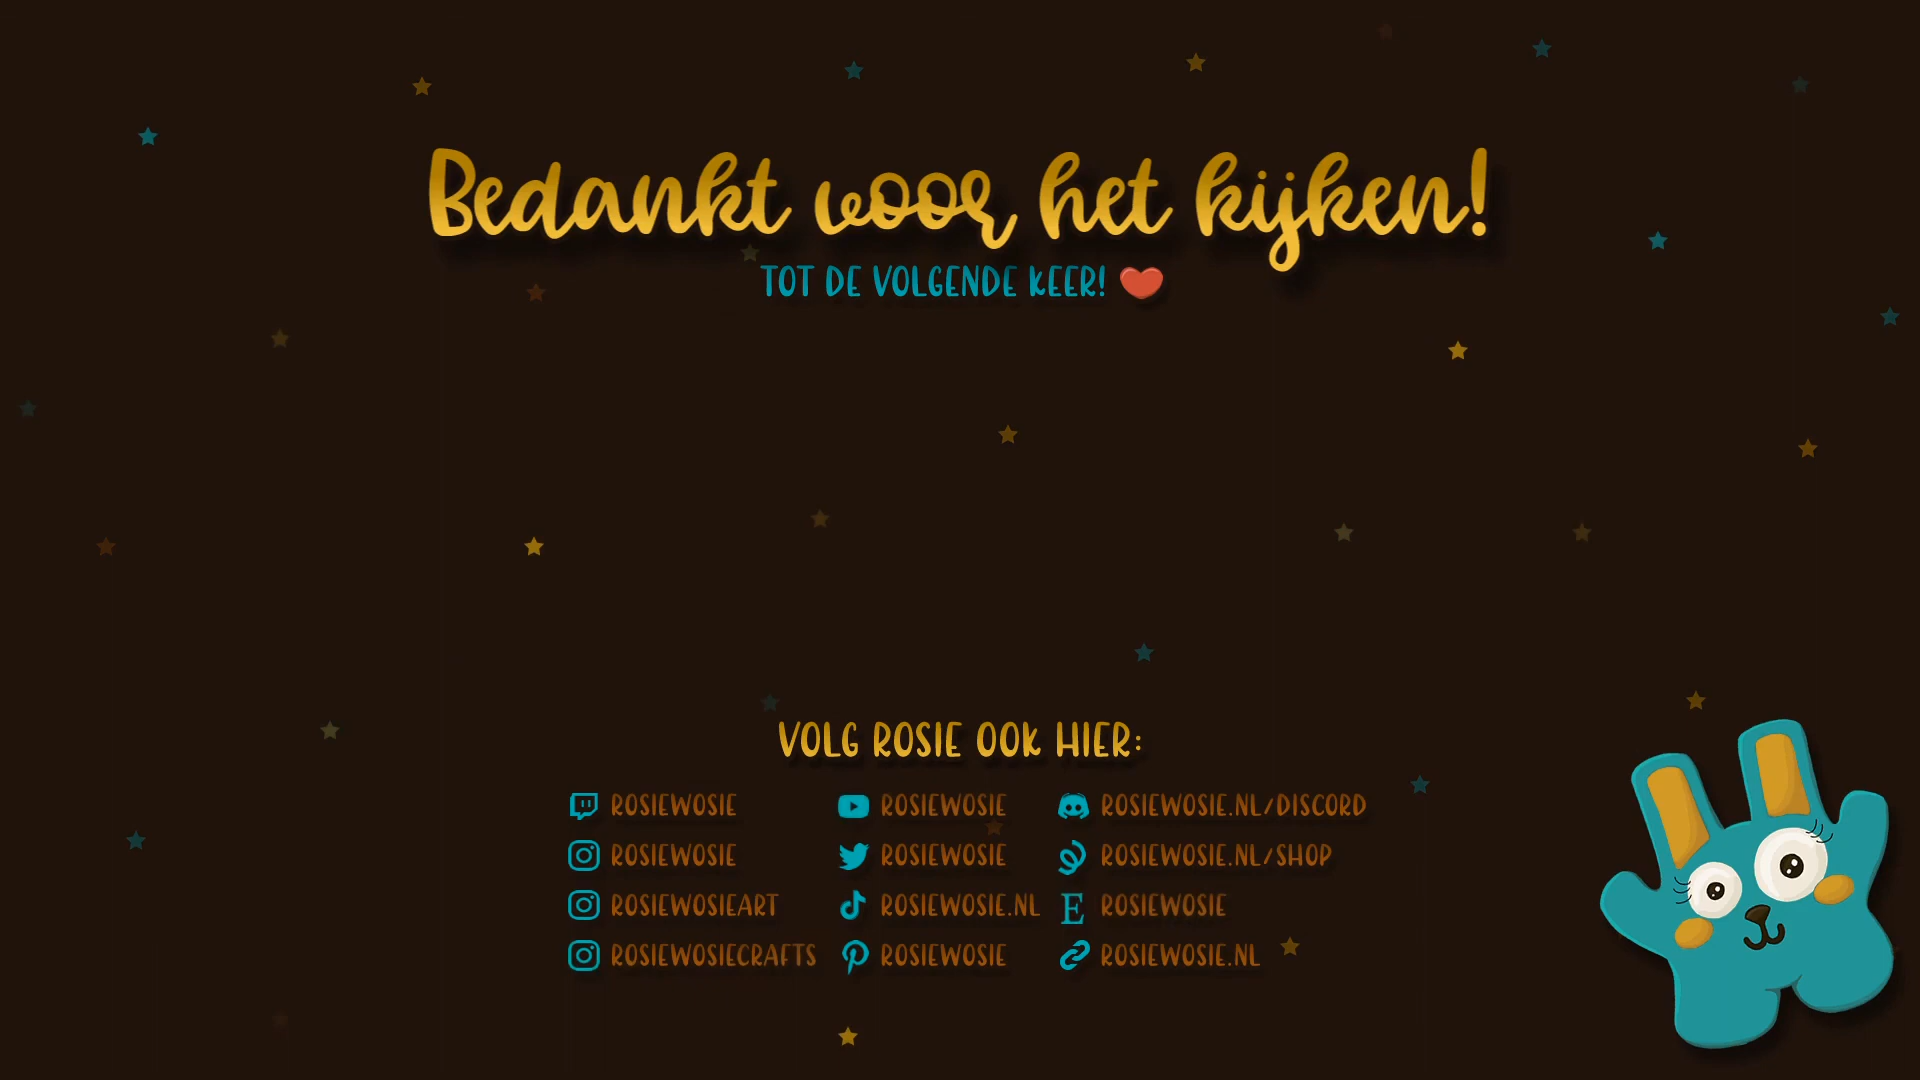 Bedankt voor het kijken!
TOT DE VOLGENDE KEER! ❤️
VOLG ROSIE OOK HIER:
ROSIEWOSIE ROSIEWOSIE ROSIEWOSIE.NL/DISCORD
ROSIEWOSIE ROSIEWOSIE ROSIEWOSIE.NL/SHOP
ROSIEWOSIEART ROSIEWOSIE.NL E ROSIEWOSIE
ROSIEWOSIECRAFTS ROSIEWOSIE ROSIEWOSIE.NL